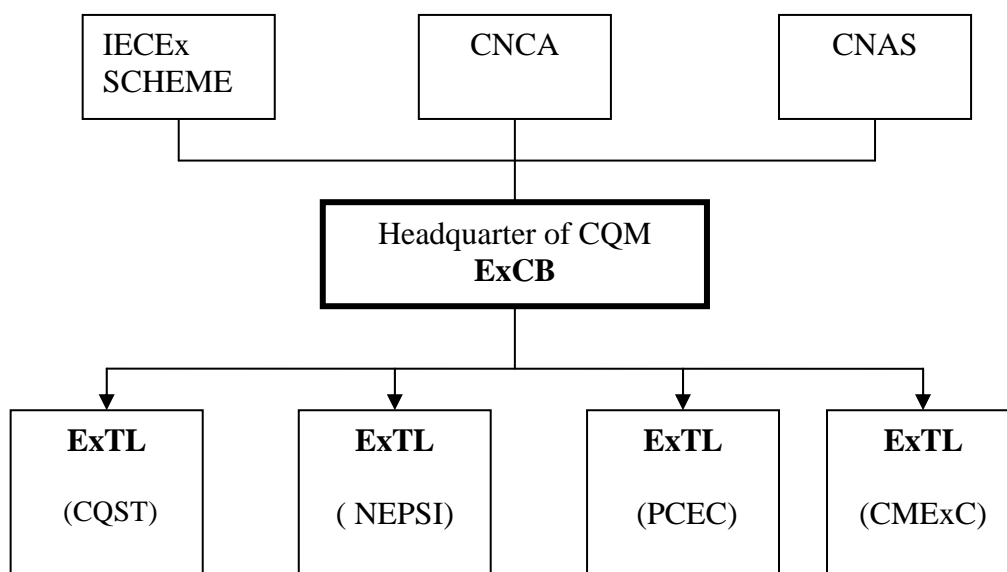 IECEx
SCHEME
CNCA
CNAS
Headquarter of CQM
ExCB
ExTL
(CQST)
ExTL
( NEPSI)
ExTL
(PCEC)
ExTL
(CMExC)